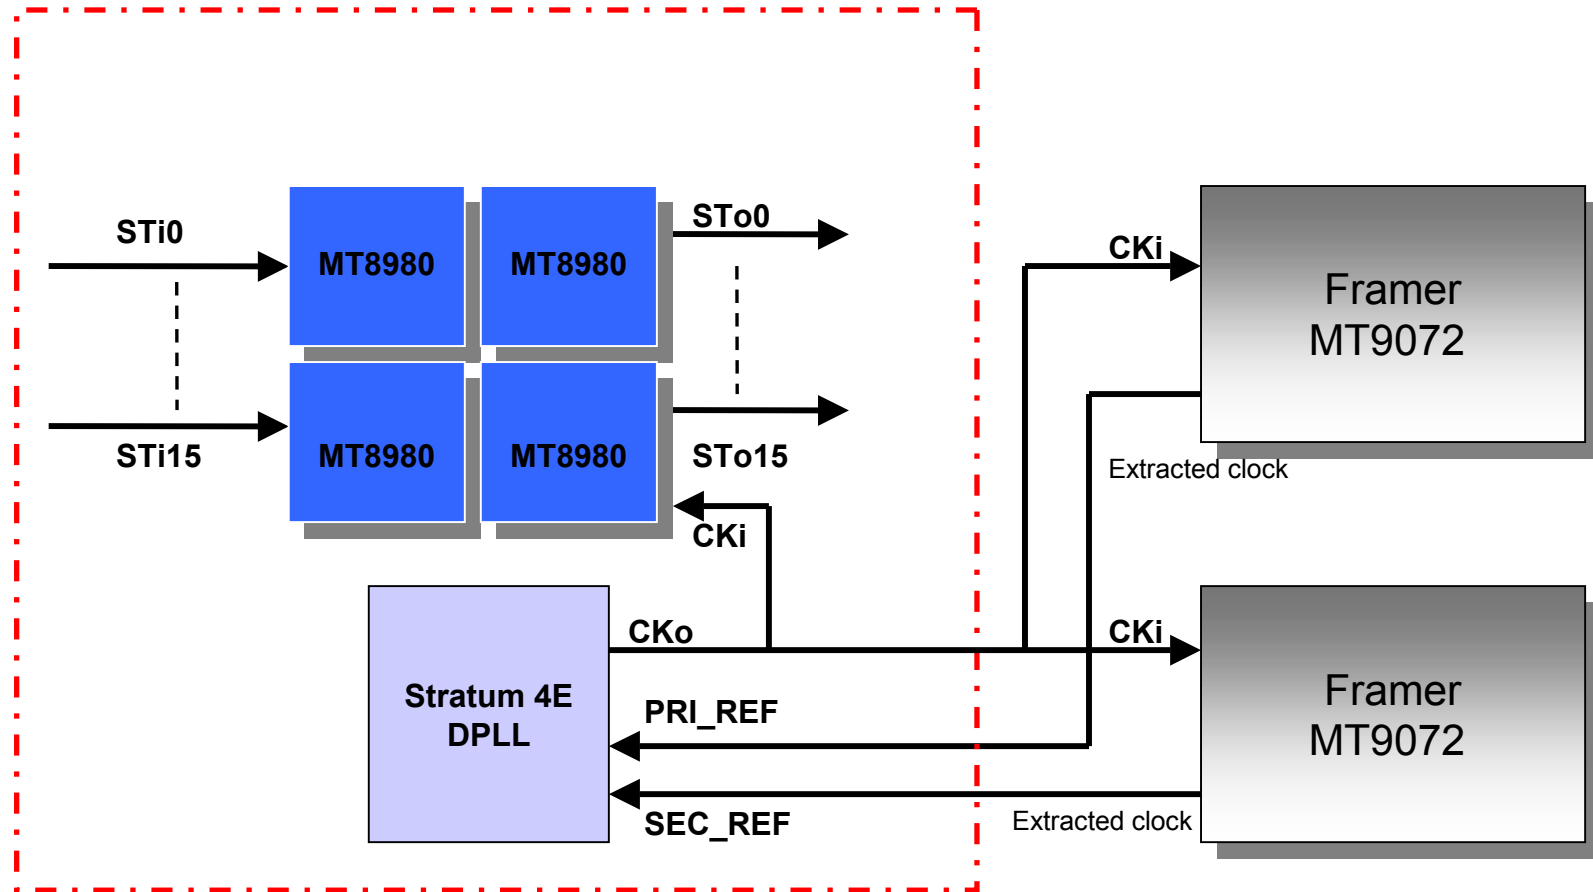 STi0
STi15
MT8980
MT8980
MT8980
MT8980
STo0
STo15
CKi
Stratum 4E
DPLL
CKo
PRI_REF
SEC_REF
CKi
Framer
MT9072
Extracted clock
CKi
Framer
MT9072
Extracted clock